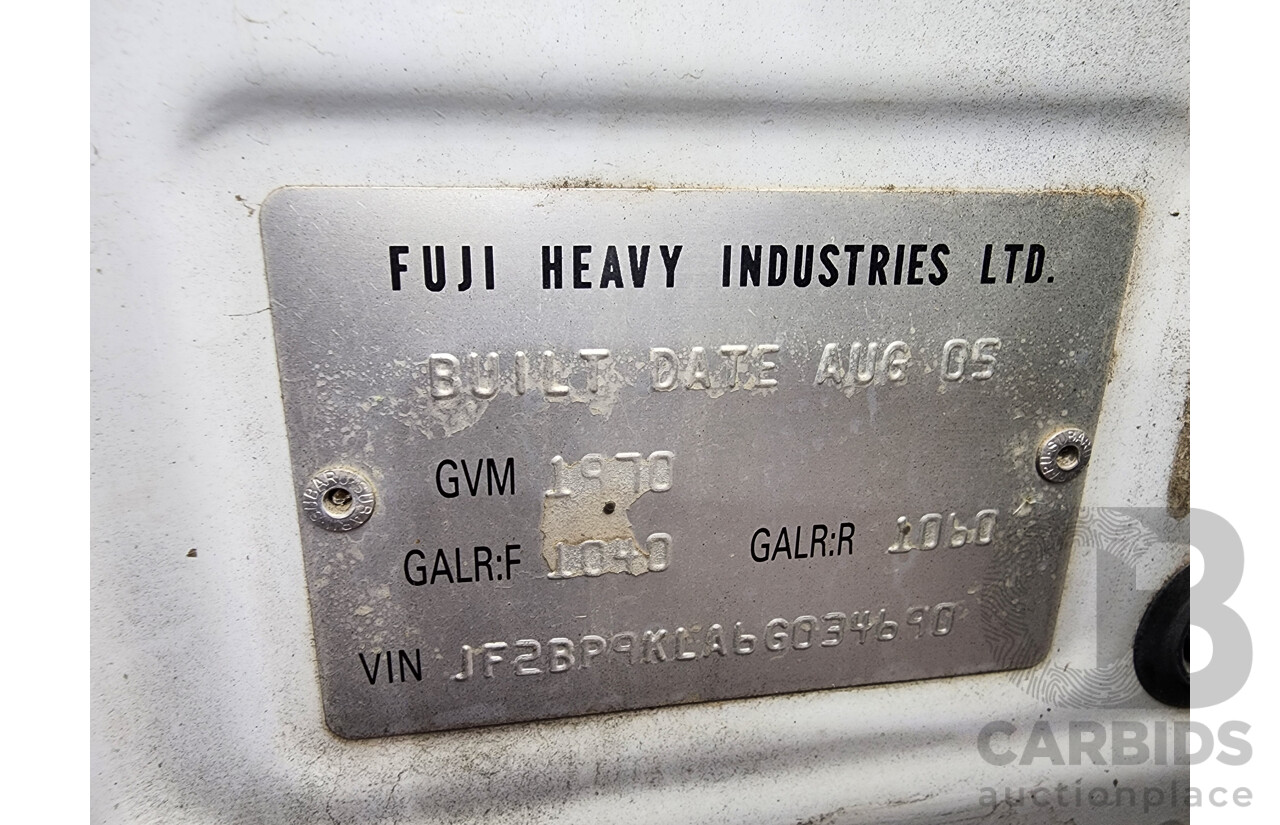 FUJI HEAVY INDUSTRIES LTD.
BUILT DATE AUG 05
GVM 1970
GALR:F 1040 GALR:R 1060
VIN JF2BP9KLA6G034690
CARBIDS
auctionplace